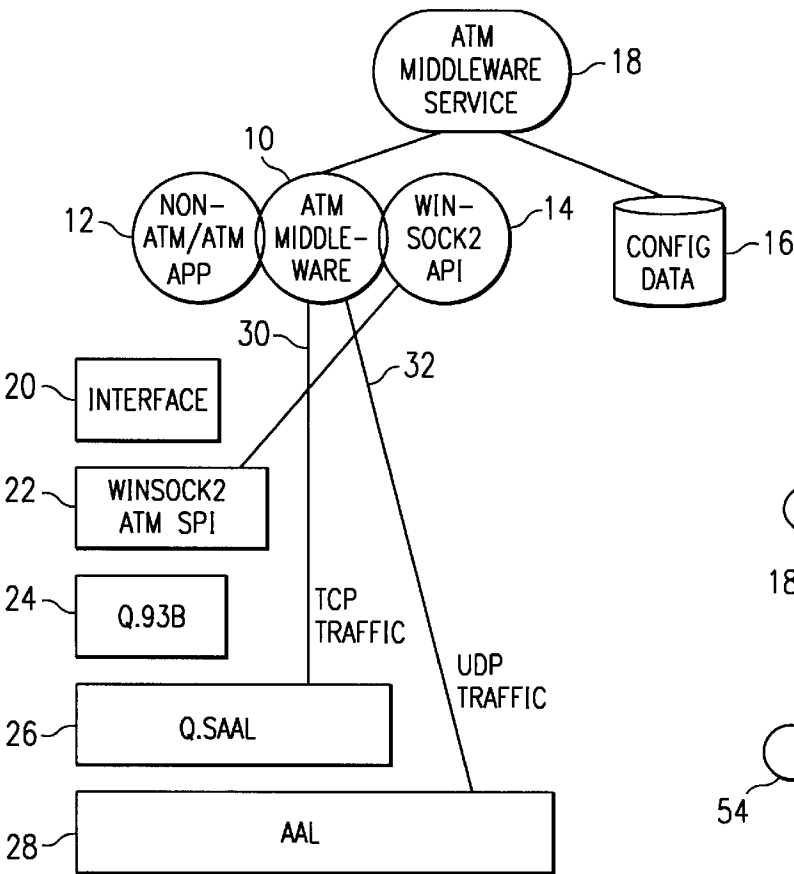 ATM
MIDDLEWARE
SERVICE
18
10
12
NON-
ATM/ATM
APP
ATM
MIDDLE-
WARE
WIN-
SOCK2
API
14
CONFIG
DATA
16
30
32
20
INTERFACE
22
WINSOCK2
ATM SPI
18
24
Q.93B
TCP
TRAFFIC
UDP
TRAFFIC
26
Q.SAAL
54
28
AAL